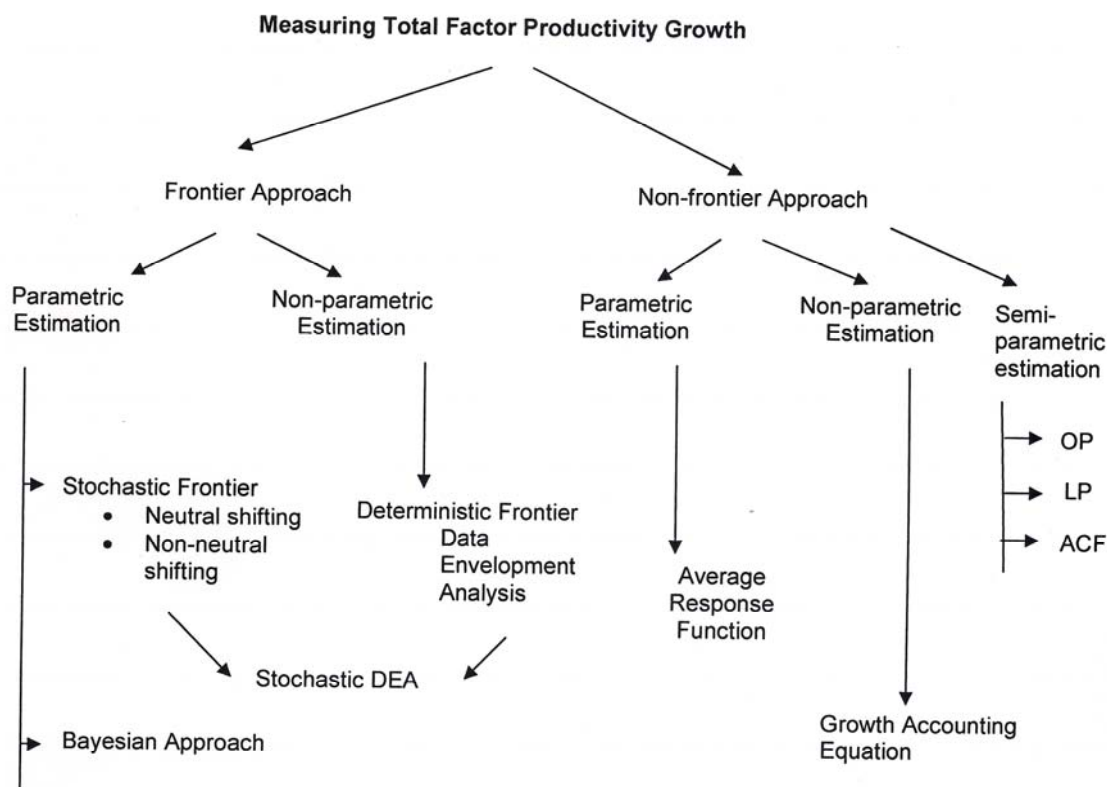 Measuring Total Factor Productivity Growth
Frontier Approach
Non-frontier Approach
Parametric
Estimation
Non-parametric
Estimation
Parametric
Estimation
Non-parametric
Estimation
Semi-
parametric
estimation
OP
LP
ACF
Stochastic Frontier
• Neutral shifting
• Non-neutral
shifting
Deterministic Frontier
Data
Envelopment
Analysis
Average
Response
Function
Stochastic DEA
Bayesian Approach
Growth Accounting
Equation